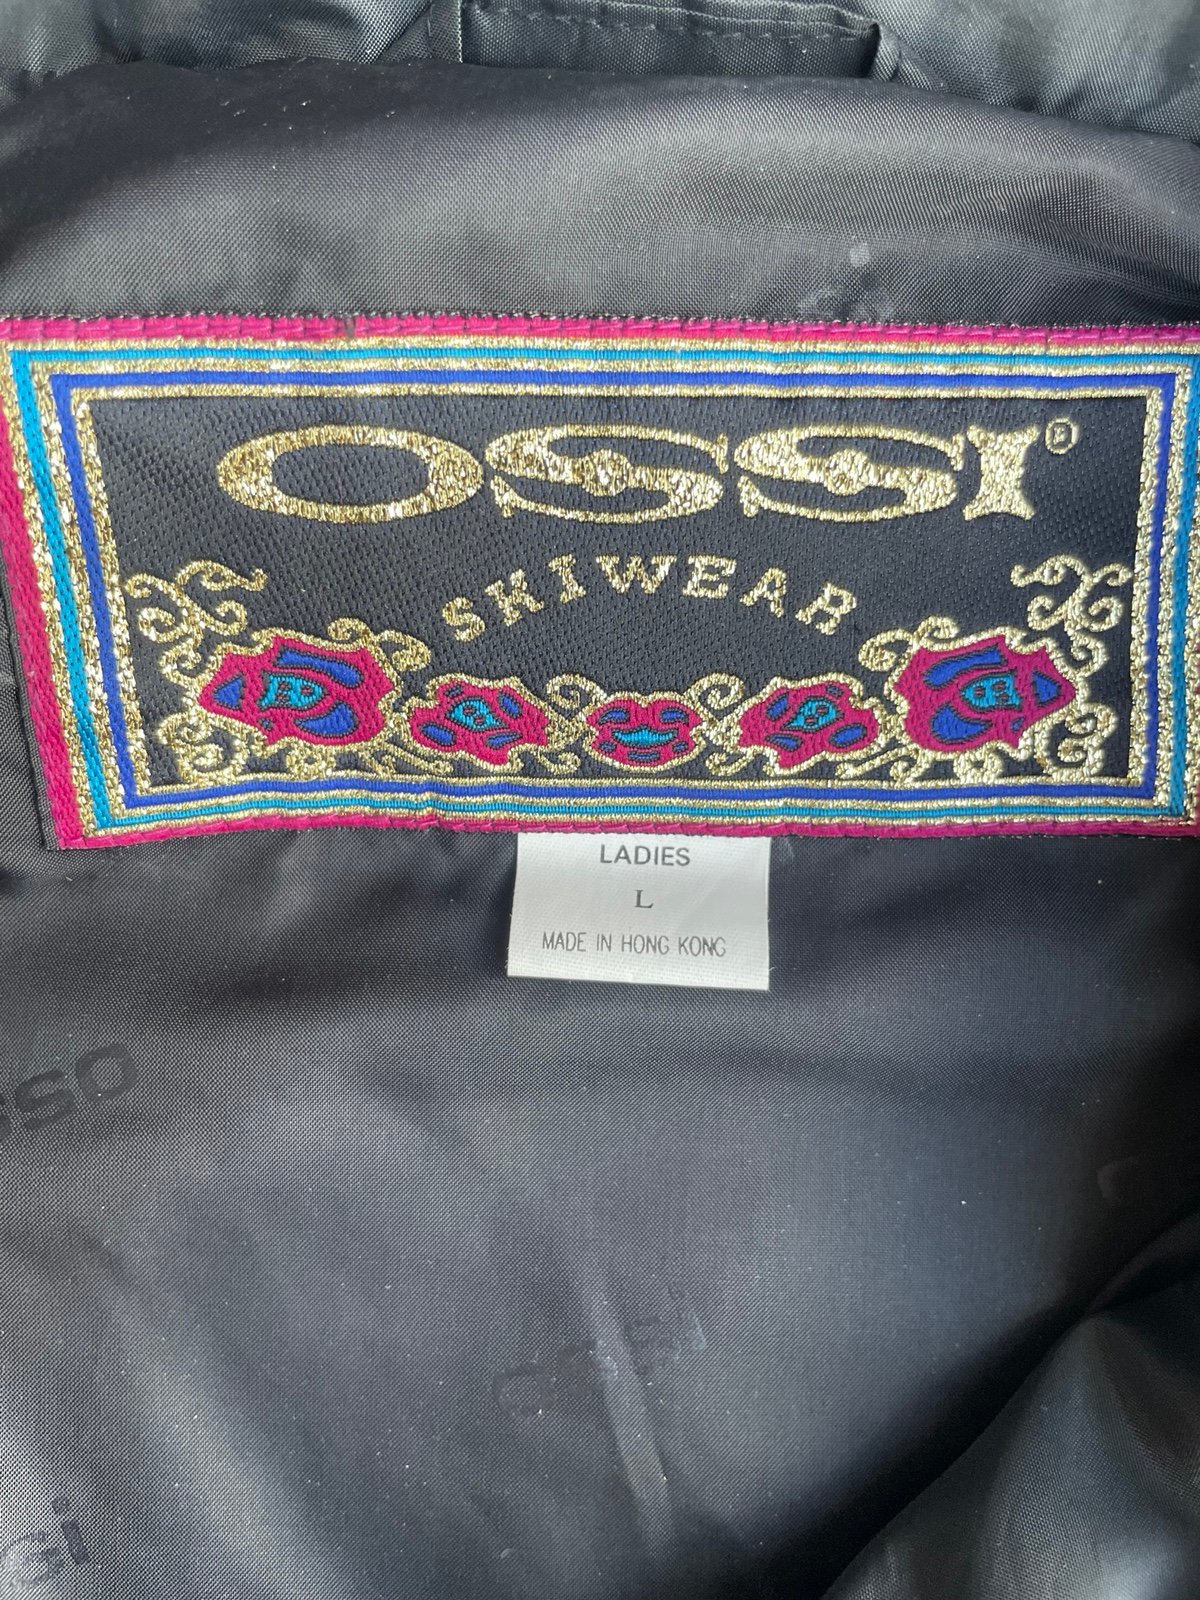 OSSI®
SKIWEAR
LADIES
L
MADE IN HONG KONG